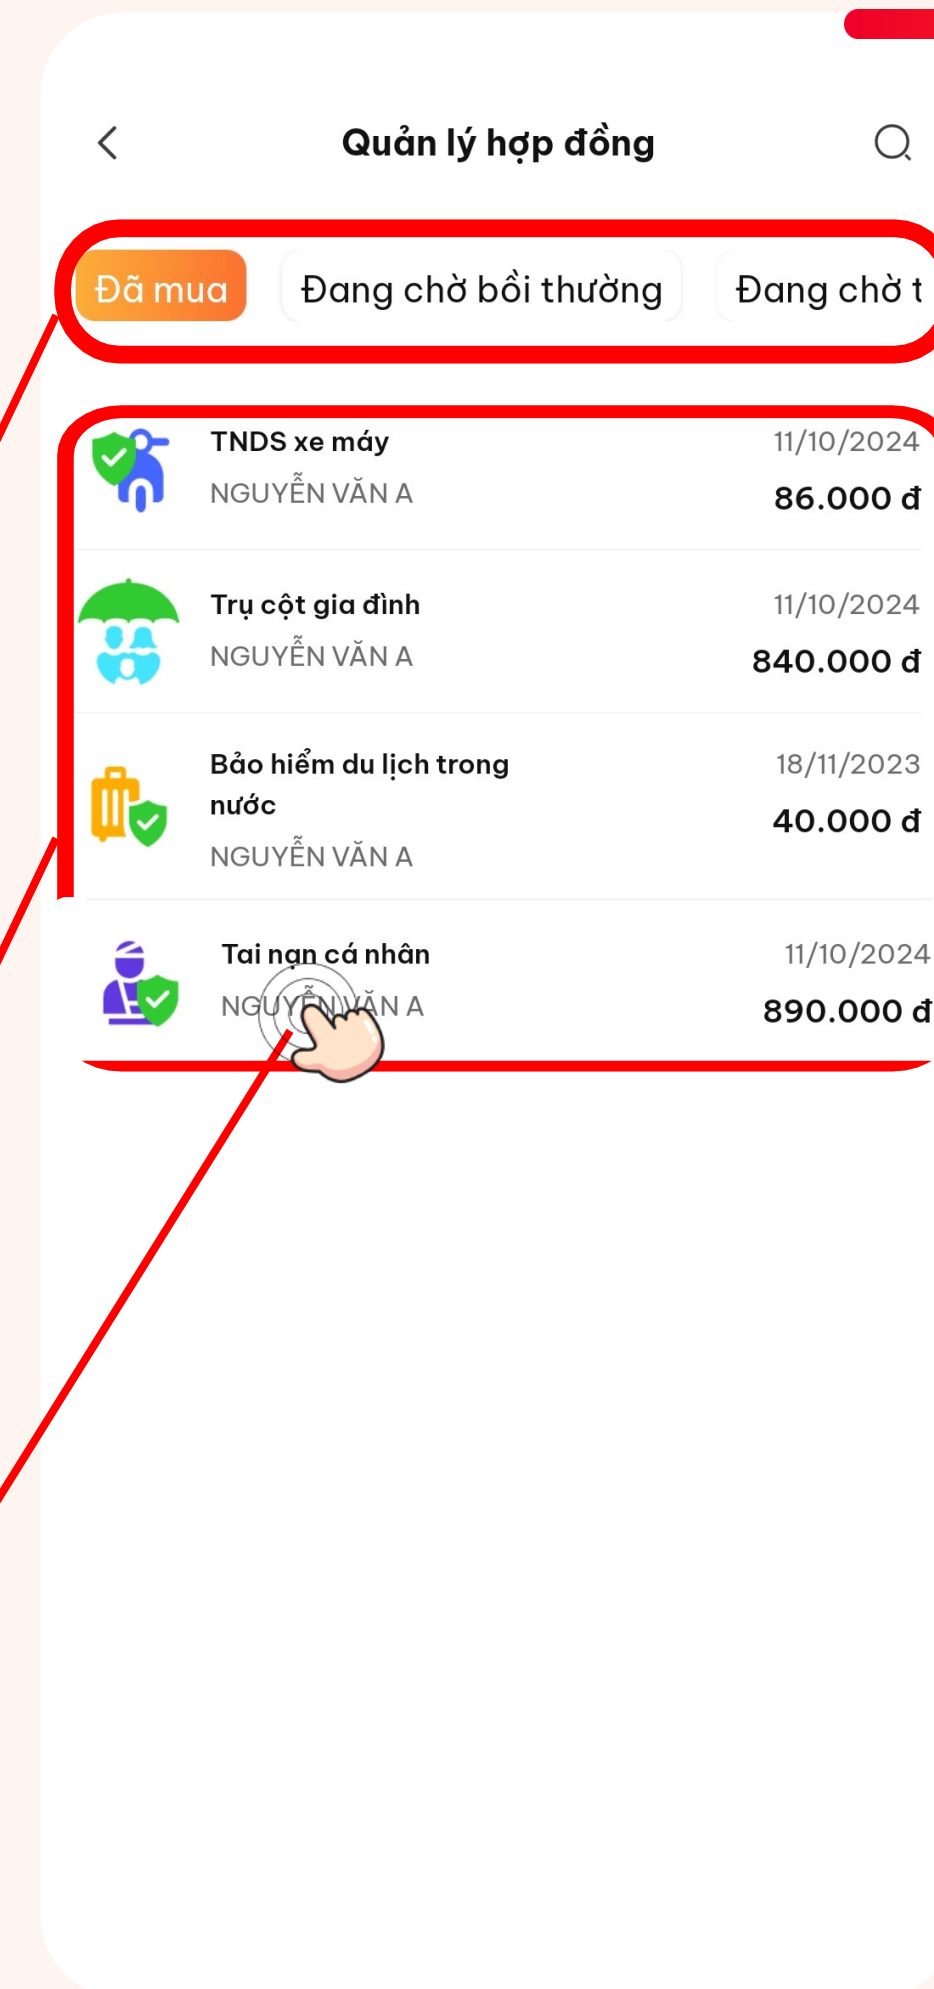 Quản lý hợp đồng
Đã mua Đang chờ bồi thường Đang chờ
TNDS xe máy 11/10/2024
NGUYỄN VĂN A 86.000 đ
Trụ cột gia đình 11/10/2024
NGUYỄN VĂN A 840.000 đ
Bảo hiểm du lịch trong 18/11/2023
nước 40.000 đ
NGUYỄN VĂN A
Tai nạn cá nhân 11/10/2024
NGUYỄN VĂN A 890.000 đ